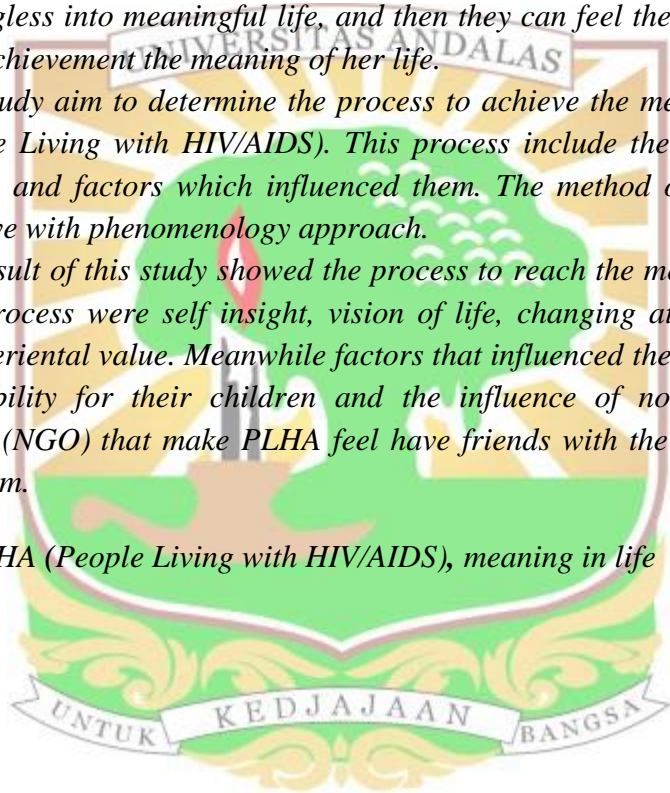 gless into meaningful life, and then they can feel the
UNIVERSITAS ANDALAS
chievement the meaning of her life.
udy aim to determine the process to achieve the me
e Living with HIV/AIDS). This process include the
and factors which influenced them. The method o
ve with phenomenology approach.
sult of this study showed the process to reach the m
rocess were self insight, vision of life, changing at
eriental value. Meanwhile factors that influenced the
bility for their children and the influence of no
(NGO) that make PLHA feel have friends with the
m.
HA (People Living with HIV/AIDS), meaning in life
UNTUK KEDJAJAAN BANGSA